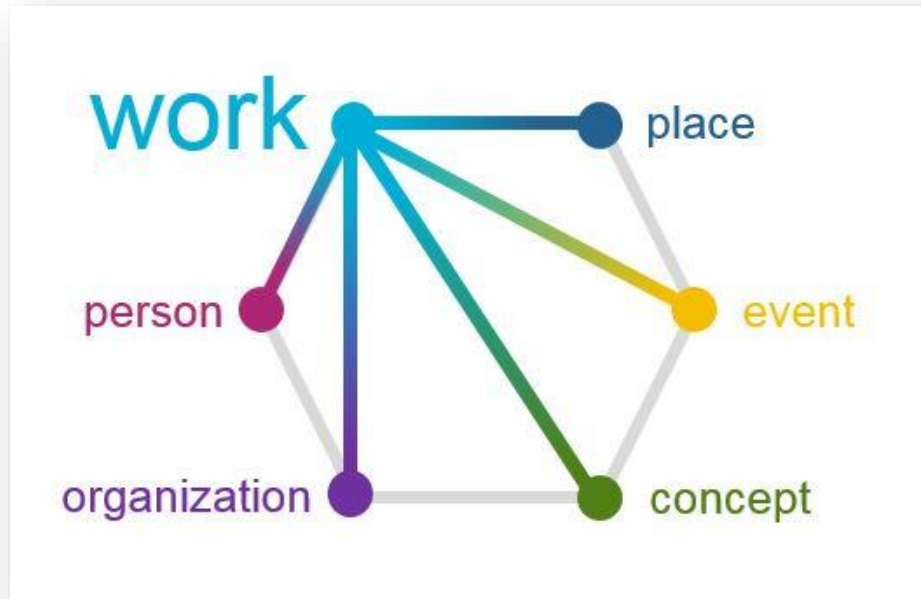 work
place
person
event
organization
concept